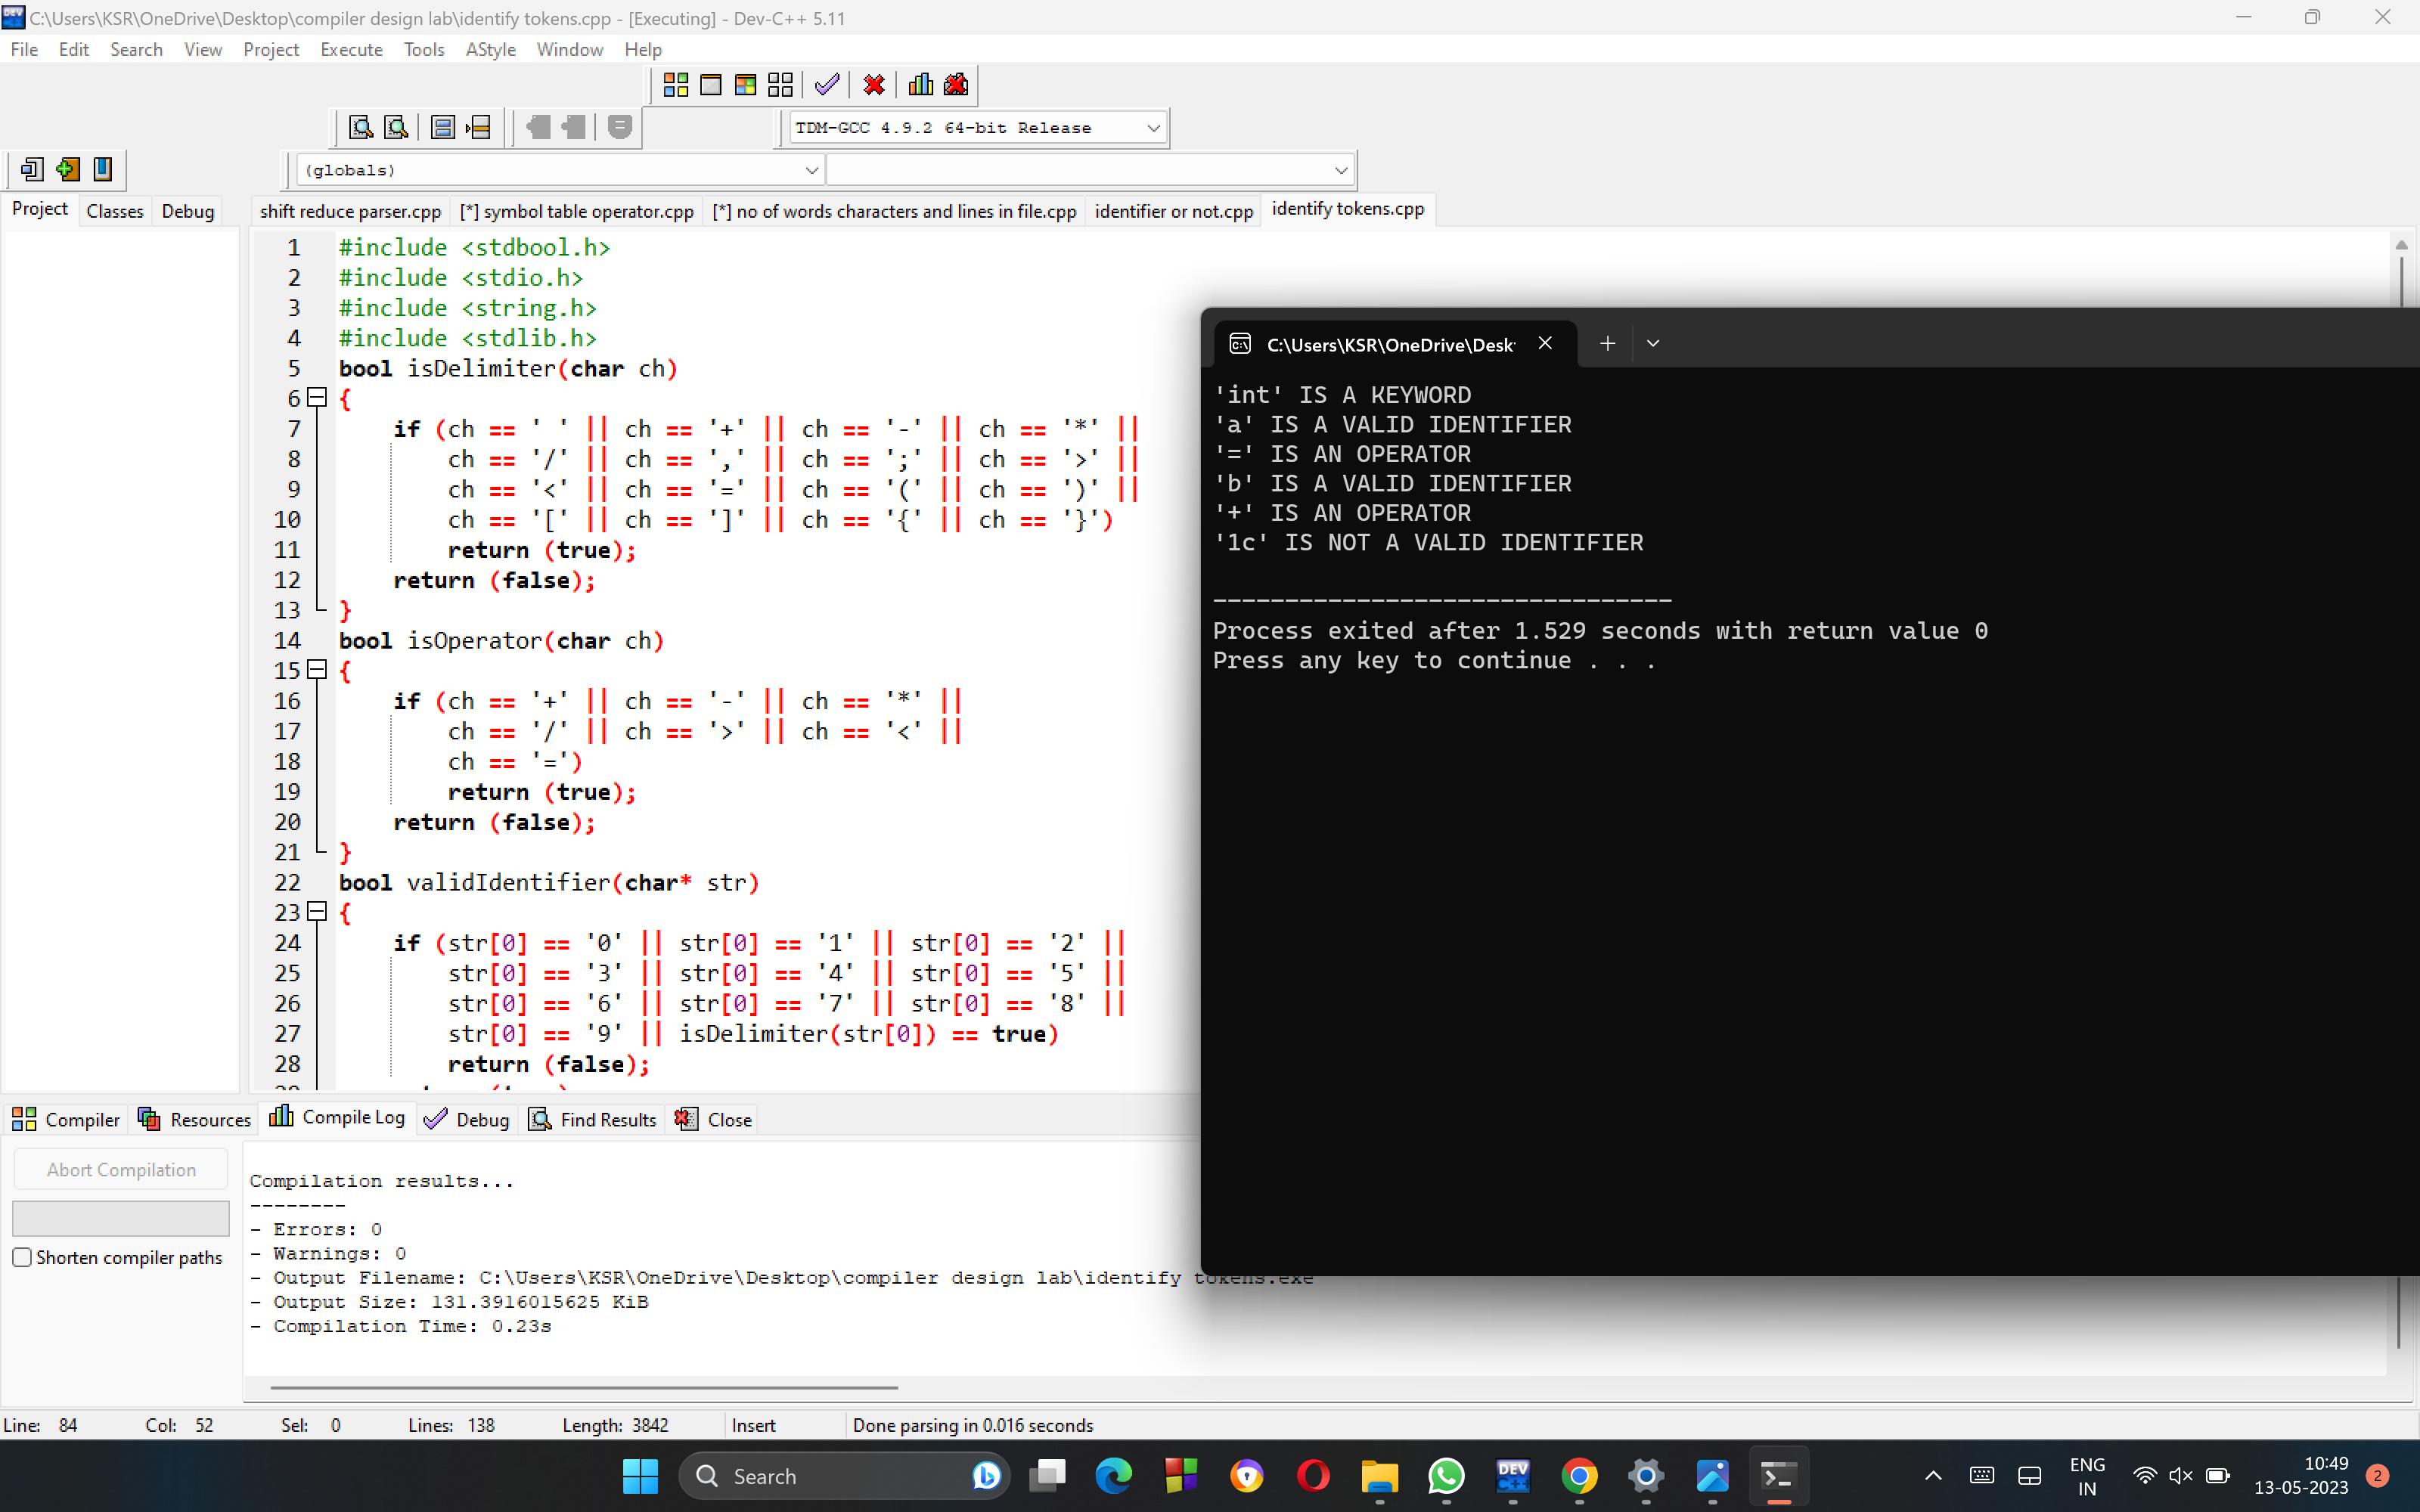 C:\Users\KSR\OneDrive\Desktop\compiler design lab\identify tokens.cpp - [Executing] - Dev-C++ 5.11
File Edit Search View Project Execute Tools AStyle Window Help
TDM-GCC 4.9.2 64-bit Release
(globals)
Project Classes Debug
shift reduce parser.cpp [*] symbol table operator.cpp [*] no of words characters and lines in file.cpp identifier or not.cpp identify tokens.cpp
1 #include <stdbool.h>
2 #include <stdio.h>
3 #include <string.h>
4 #include <stdlib.h>
5 bool isDelimiter(char ch)
6 {
7 if (ch == ' ' || ch == '+' || ch == '-' || ch == '*' ||
8 ch == '/' || ch == ',' || ch == ';' || ch == '>' ||
9 ch == '<' || ch == '=' || ch == '(' || ch == ')' ||
10 ch == '[' || ch == ']' || ch == '{' || ch == '}')
11 return (true);
12 return (false);
13 }
14 bool isOperator(char ch)
15 {
16 if (ch == '+' || ch == '-' || ch == '*' ||
17 ch == '/' || ch == '>' || ch == '<' ||
18 ch == '=')
19 return (true);
20 return (false);
21 }
22 bool validIdentifier(char* str)
23 {
24 if (str[0] == '0' || str[0] == '1' || str[0] == '2' ||
25 str[0] == '3' || str[0] == '4' || str[0] == '5' ||
26 str[0] == '6' || str[0] == '7' || str[0] == '8' ||
27 str[0] == '9' || isDelimiter(str[0]) == true)
28 return (false);
C:\Users\KSR\OneDrive\Desk
'int' IS A KEYWORD
'a' IS A VALID IDENTIFIER
'=' IS AN OPERATOR
'b' IS A VALID IDENTIFIER
'+' IS AN OPERATOR
'1c' IS NOT A VALID IDENTIFIER
--------------------------------
Process exited after 1.529 seconds with return value 0
Press any key to continue . . .
Compiler Resources Compile Log Debug Find Results Close
Abort Compilation
Shorten compiler paths
Compilation results...
--------
- Errors: 0
- Warnings: 0
- Output Filename: C:\Users\KSR\OneDrive\Desktop\compiler design lab\identify tokens.exe
- Output Size: 131.3916015625 KiB
- Compilation Time: 0.23s
Line: 84 Col: 52 Sel: 0 Lines: 138 Length: 3842 Insert Done parsing in 0.016 seconds
Search
DEV
C++
ENG
IN
10:49
13-05-2023
2